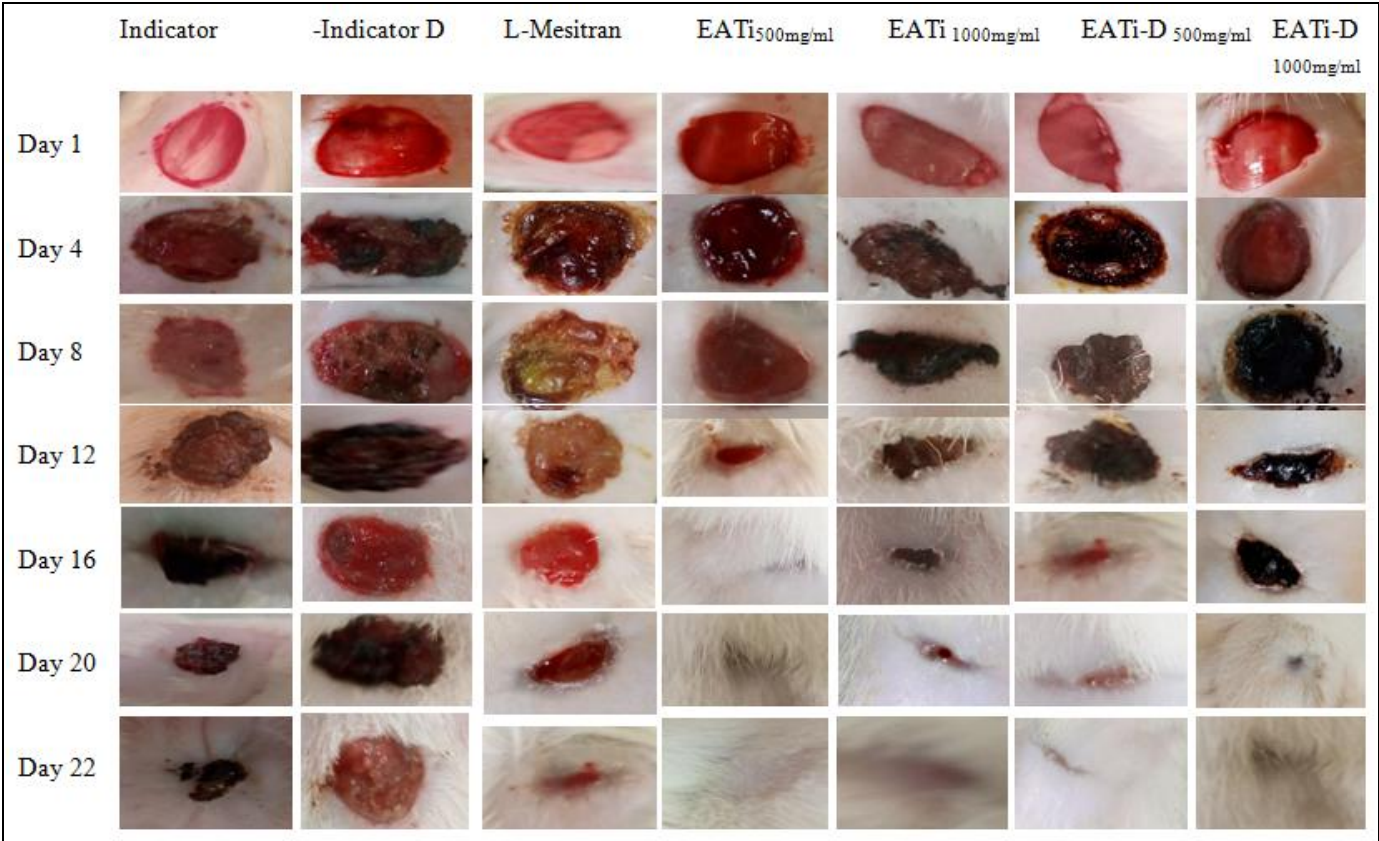 Indicator -Indicator D L-Mesitran EATi500mg/ml EATi 1000mg/ml EATi-D 500mg/ml EATi-D
1000mg/ml
Day 1
Day 4
Day 8
Day 12
Day 16
Day 20
Day 22